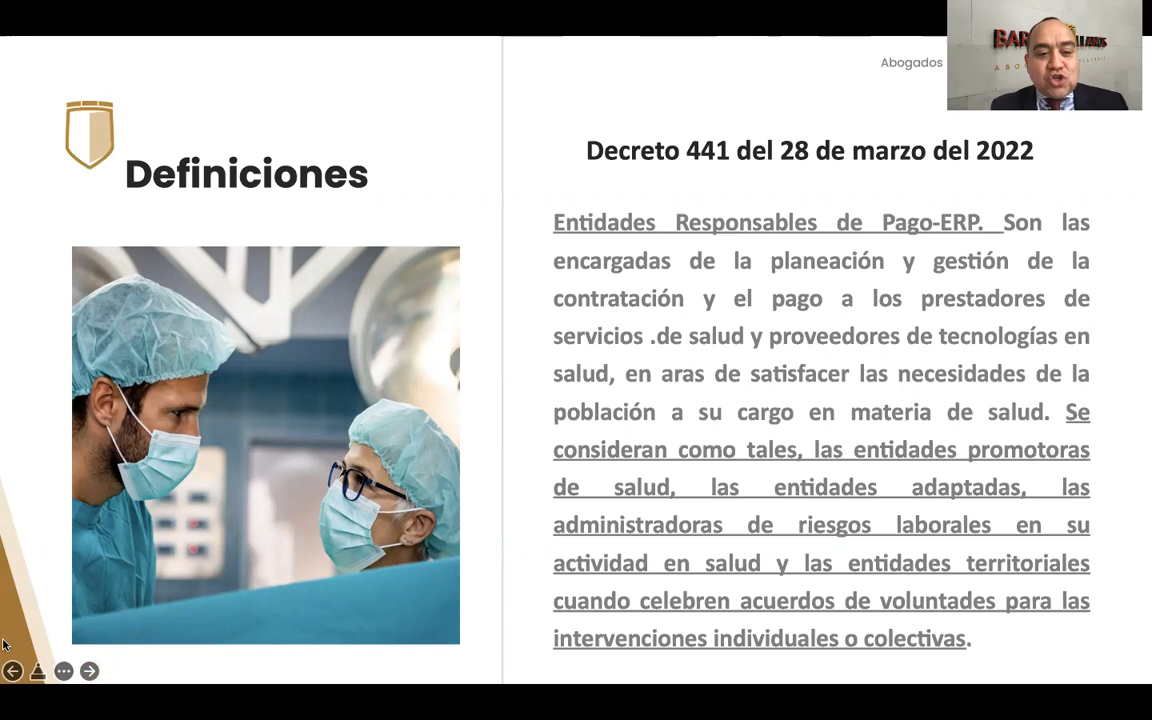 Abogados
Definiciones
Decreto 441 del 28 de marzo del 2022
Entidades Responsables de Pago-ERP. Son las
encargadas de la planeación y gestión de la
contratación y el pago a los prestadores de
servicios .de salud y proveedores de tecnologías en
salud, en aras de satisfacer las necesidades de la
población a su cargo en materia de salud. Se
consideran como tales, las entidades promotoras
de salud, las entidades adaptadas, las
administradoras de riesgos laborales en su
actividad en salud y las entidades territoriales
cuando celebren acuerdos de voluntades para las
intervenciones individuales o colectivas.